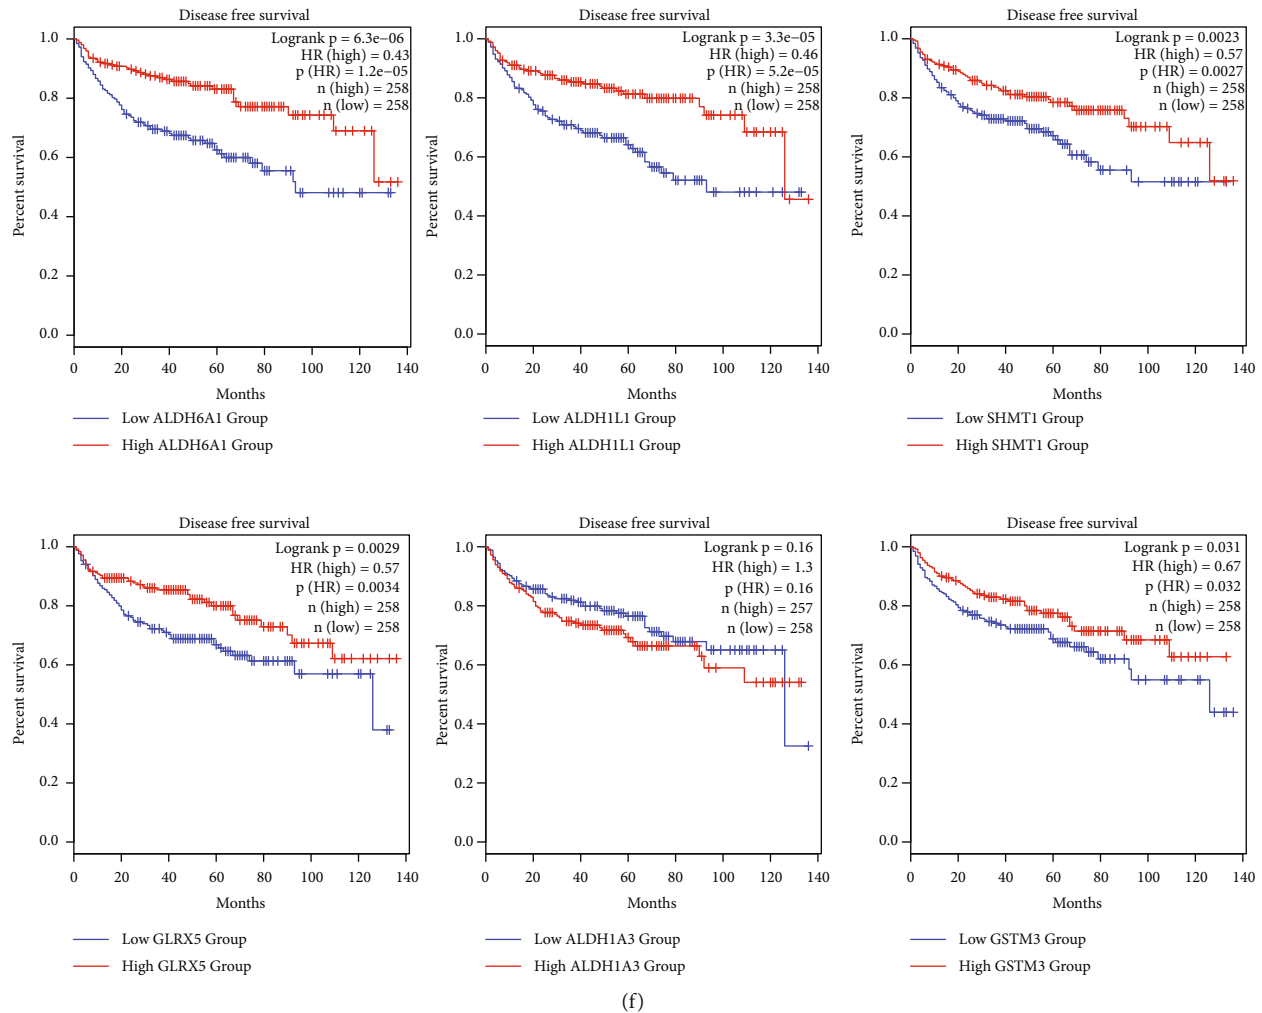 Disease free survival
Logrank p = 6.3e−06
HR (high) = 0.43
p (HR) = 1.2e−05
n (high) = 258
n (low) = 258
1.0
0.8
0.6
0.4
0.2
0.0
Percent survival
0 20 40 60 80 100 120 140
Months
Low ALDH6A1 Group
High ALDH6A1 Group
Disease free survival
Logrank p = 3.3e−05
HR (high) = 0.46
p (HR) = 5.2e−05
n (high) = 258
n (low) = 258
1.0
0.8
0.6
0.4
0.2
0.0
Percent survival
0 20 40 60 80 100 120 140
Months
Low ALDH1L1 Group
High ALDH1L1 Group
Disease free survival
Logrank p = 0.0023
HR (high) = 0.57
p (HR) = 0.0027
n (high) = 258
n (low) = 258
1.0
0.8
0.6
0.4
0.2
0.0
Percent survival
0 20 40 60 80 100 120 140
Months
Low SHMT1 Group
High SHMT1 Group
Disease free survival
Logrank p = 0.0029
HR (high) = 0.57
p (HR) = 0.0034
n (high) = 258
n (low) = 258
1.0
0.8
0.6
0.4
0.2
0.0
Percent survival
0 20 40 60 80 100 120 140
Months
Low GLRX5 Group
High GLRX5 Group
Disease free survival
Logrank p = 0.16
HR (high) = 1.3
p (HR) = 0.16
n (high) = 257
n (low) = 258
1.0
0.8
0.6
0.4
0.2
0.0
Percent survival
0 20 40 60 80 100 120 140
Months
Low ALDH1A3 Group
High ALDH1A3 Group
Disease free survival
Logrank p = 0.031
HR (high) = 0.67
p (HR) = 0.032
n (high) = 258
n (low) = 258
1.0
0.8
0.6
0.4
0.2
0.0
Percent survival
0 20 40 60 80 100 120 140
Months
Low GSTM3 Group
High GSTM3 Group
(f)